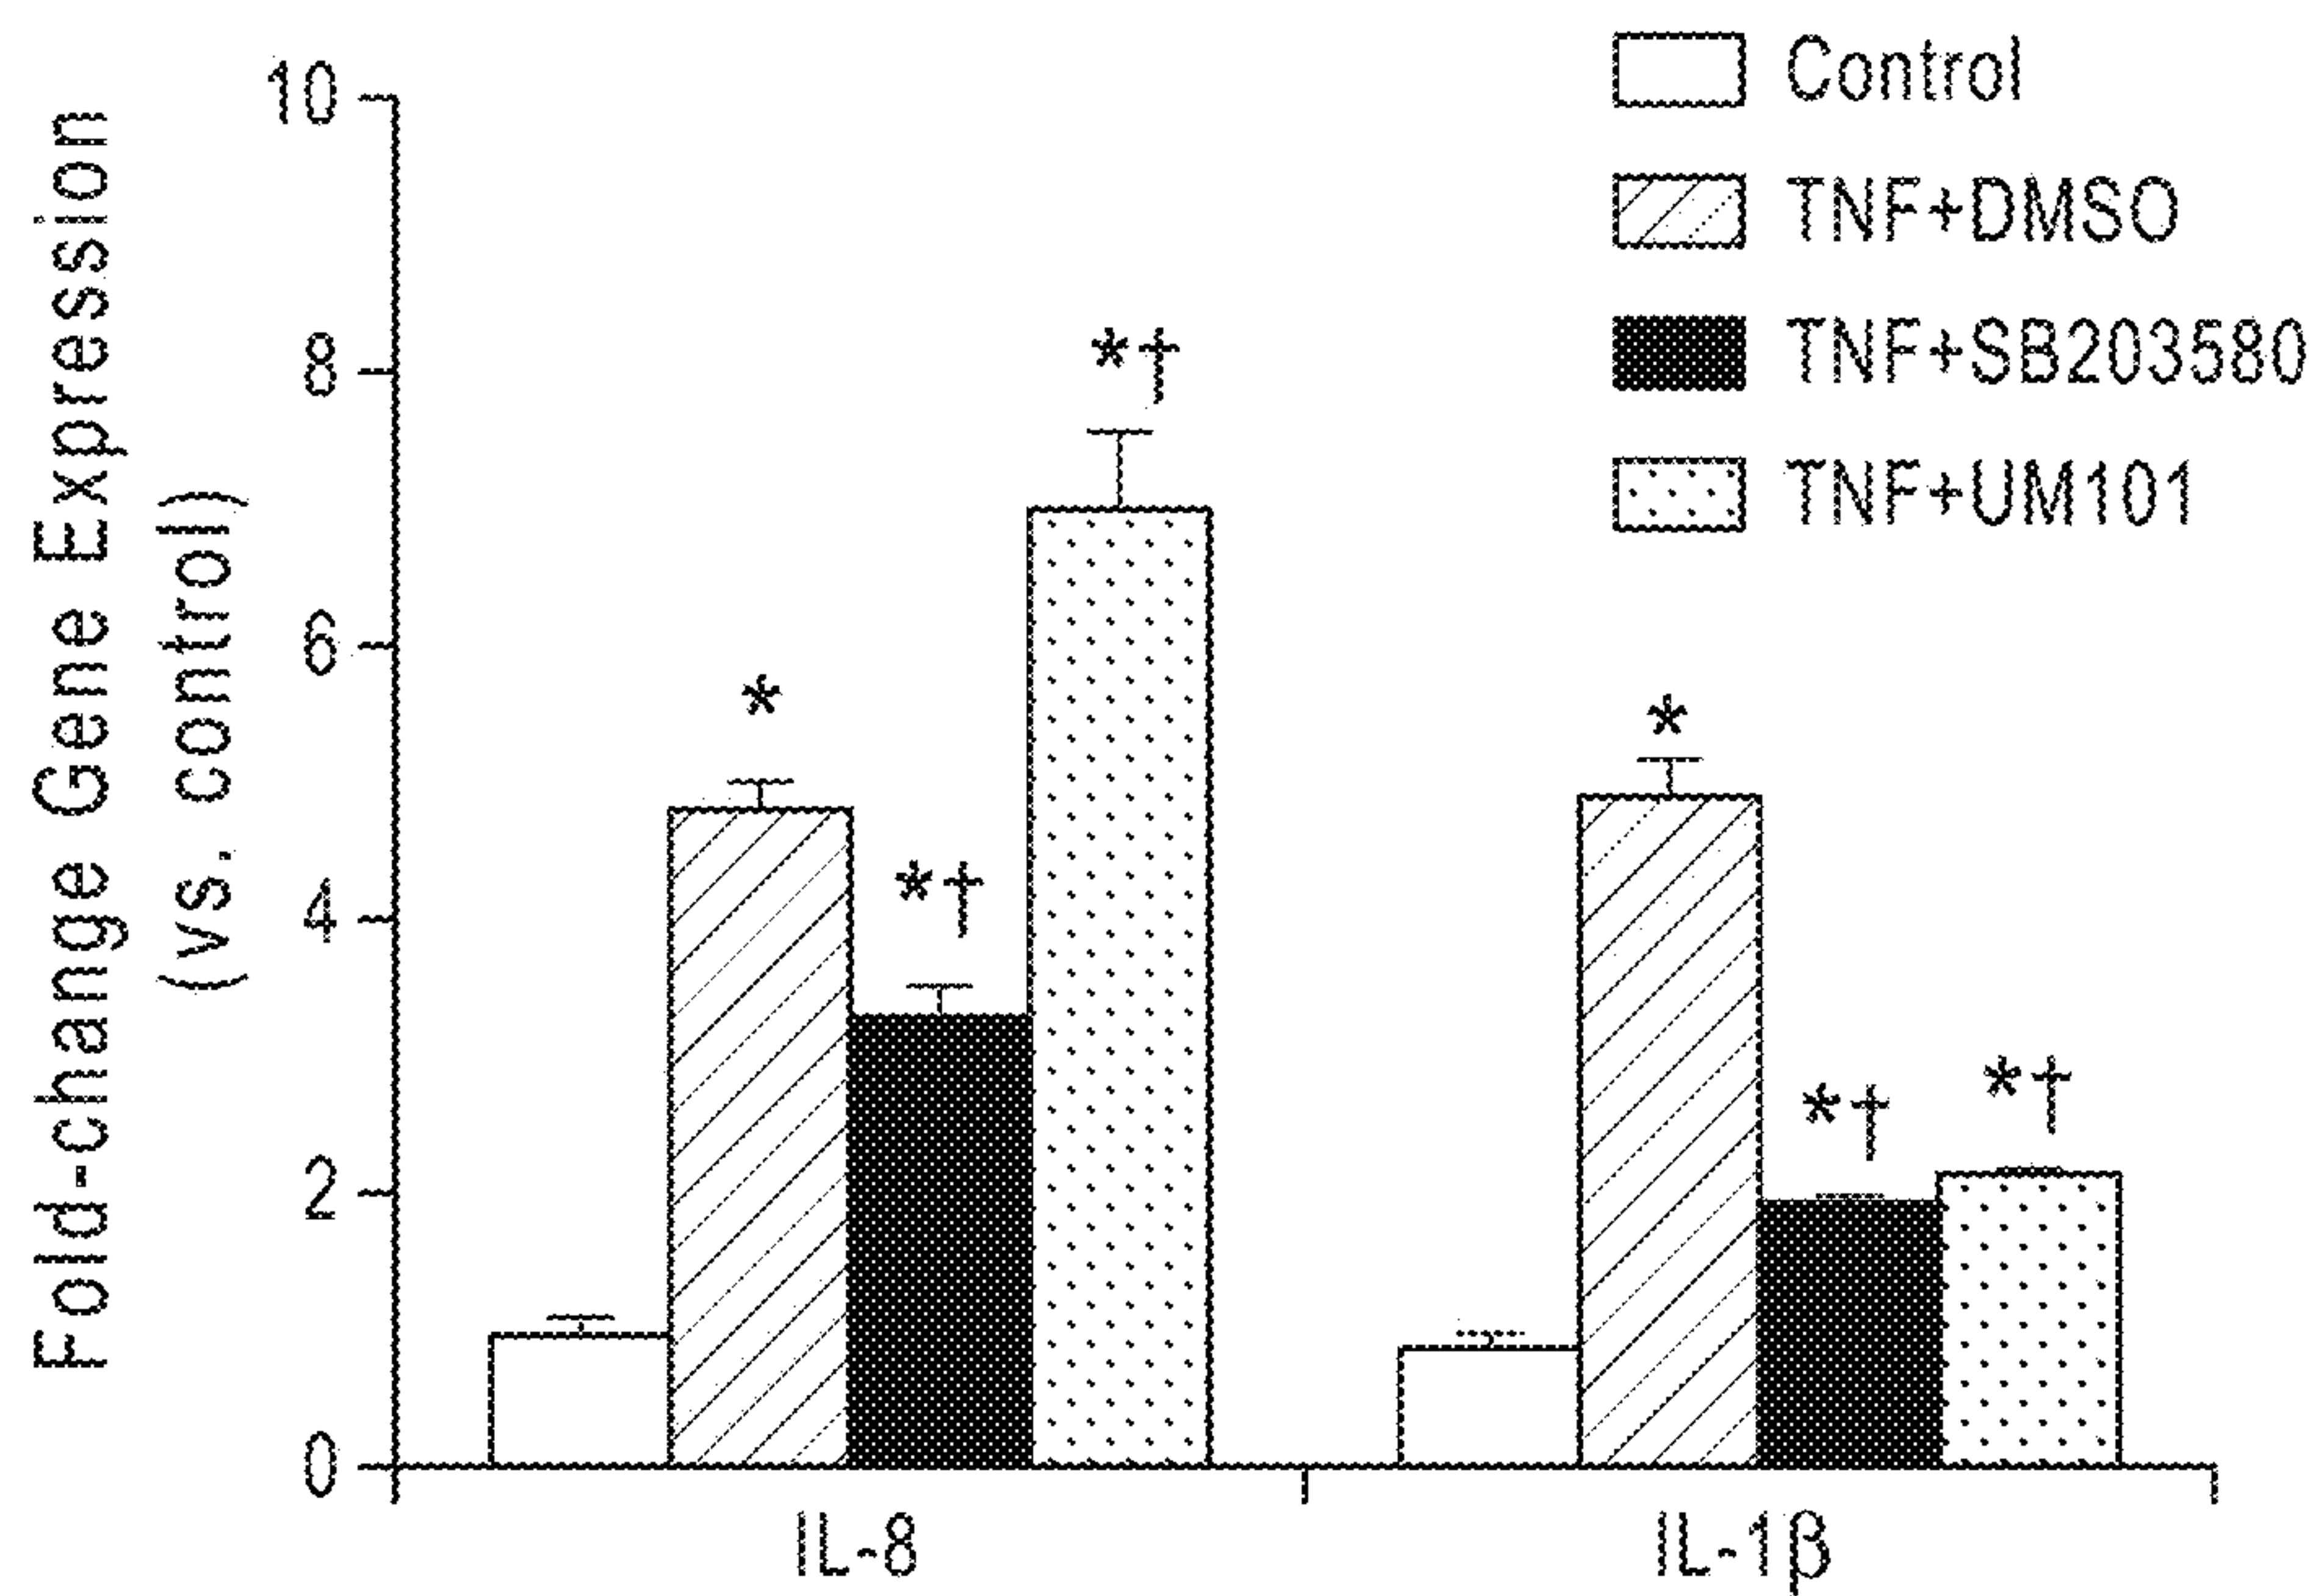 Fold-change Gene Expression
(vs. control)
10
8
6
4
2
0
Control
TNF+DMSO
TNF+SB203580
TNF+UM101
*
*†
*†
*
*†
*†
IL-8
IL-1β